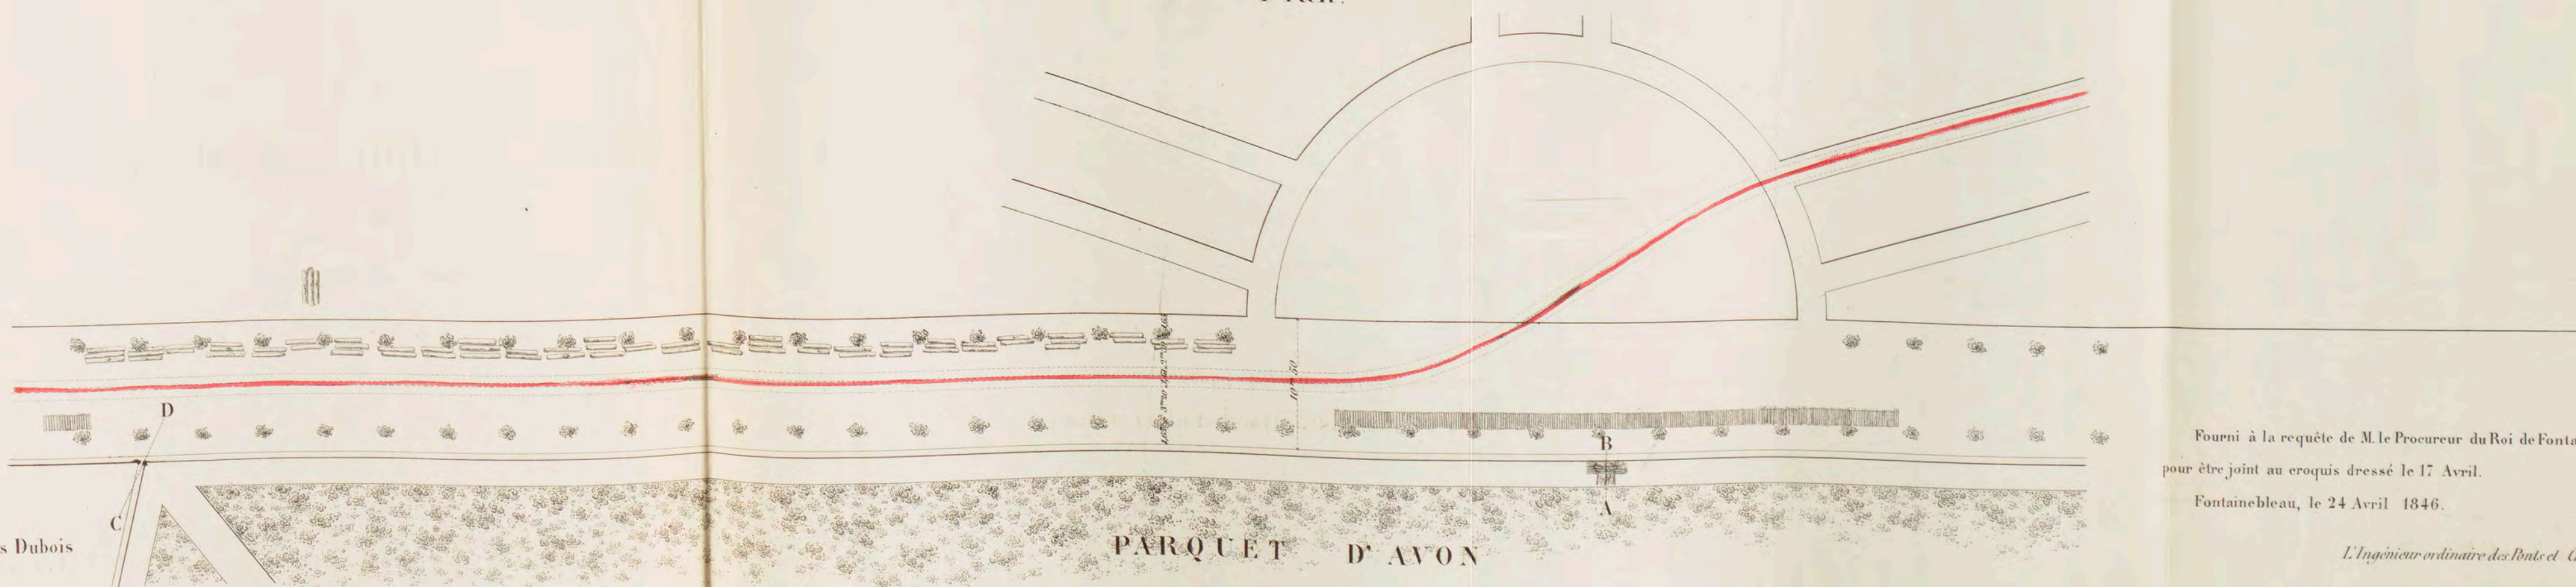 Plan.
D
10m 50
B
C
A
s Dubois
PARQUET D'AVON
Fourni à la requête de M. le Procureur du Roi de Fonta
pour être joint au croquis dressé le 17 Avril.
Fontainebleau, le 24 Avril 1846.
L'Ingénieur ordinaire des Ponts et C